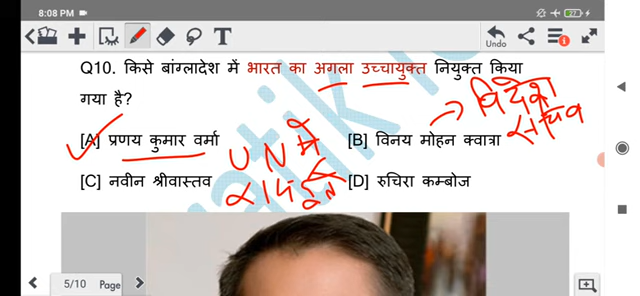 8:08 PM
27
Undo
Q10. किसे बांग्लादेश में भारत का अगला उच्चायुक्त नियुक्त किया
गया है?
[A] प्रणय कुमार वर्मा
[B] विनय मोहन क्वात्रा
विदेश
सचिव
UN में
[C] नवीन श्रीवास्तव
[D] रुचिरा कम्बोज
5/10 Page